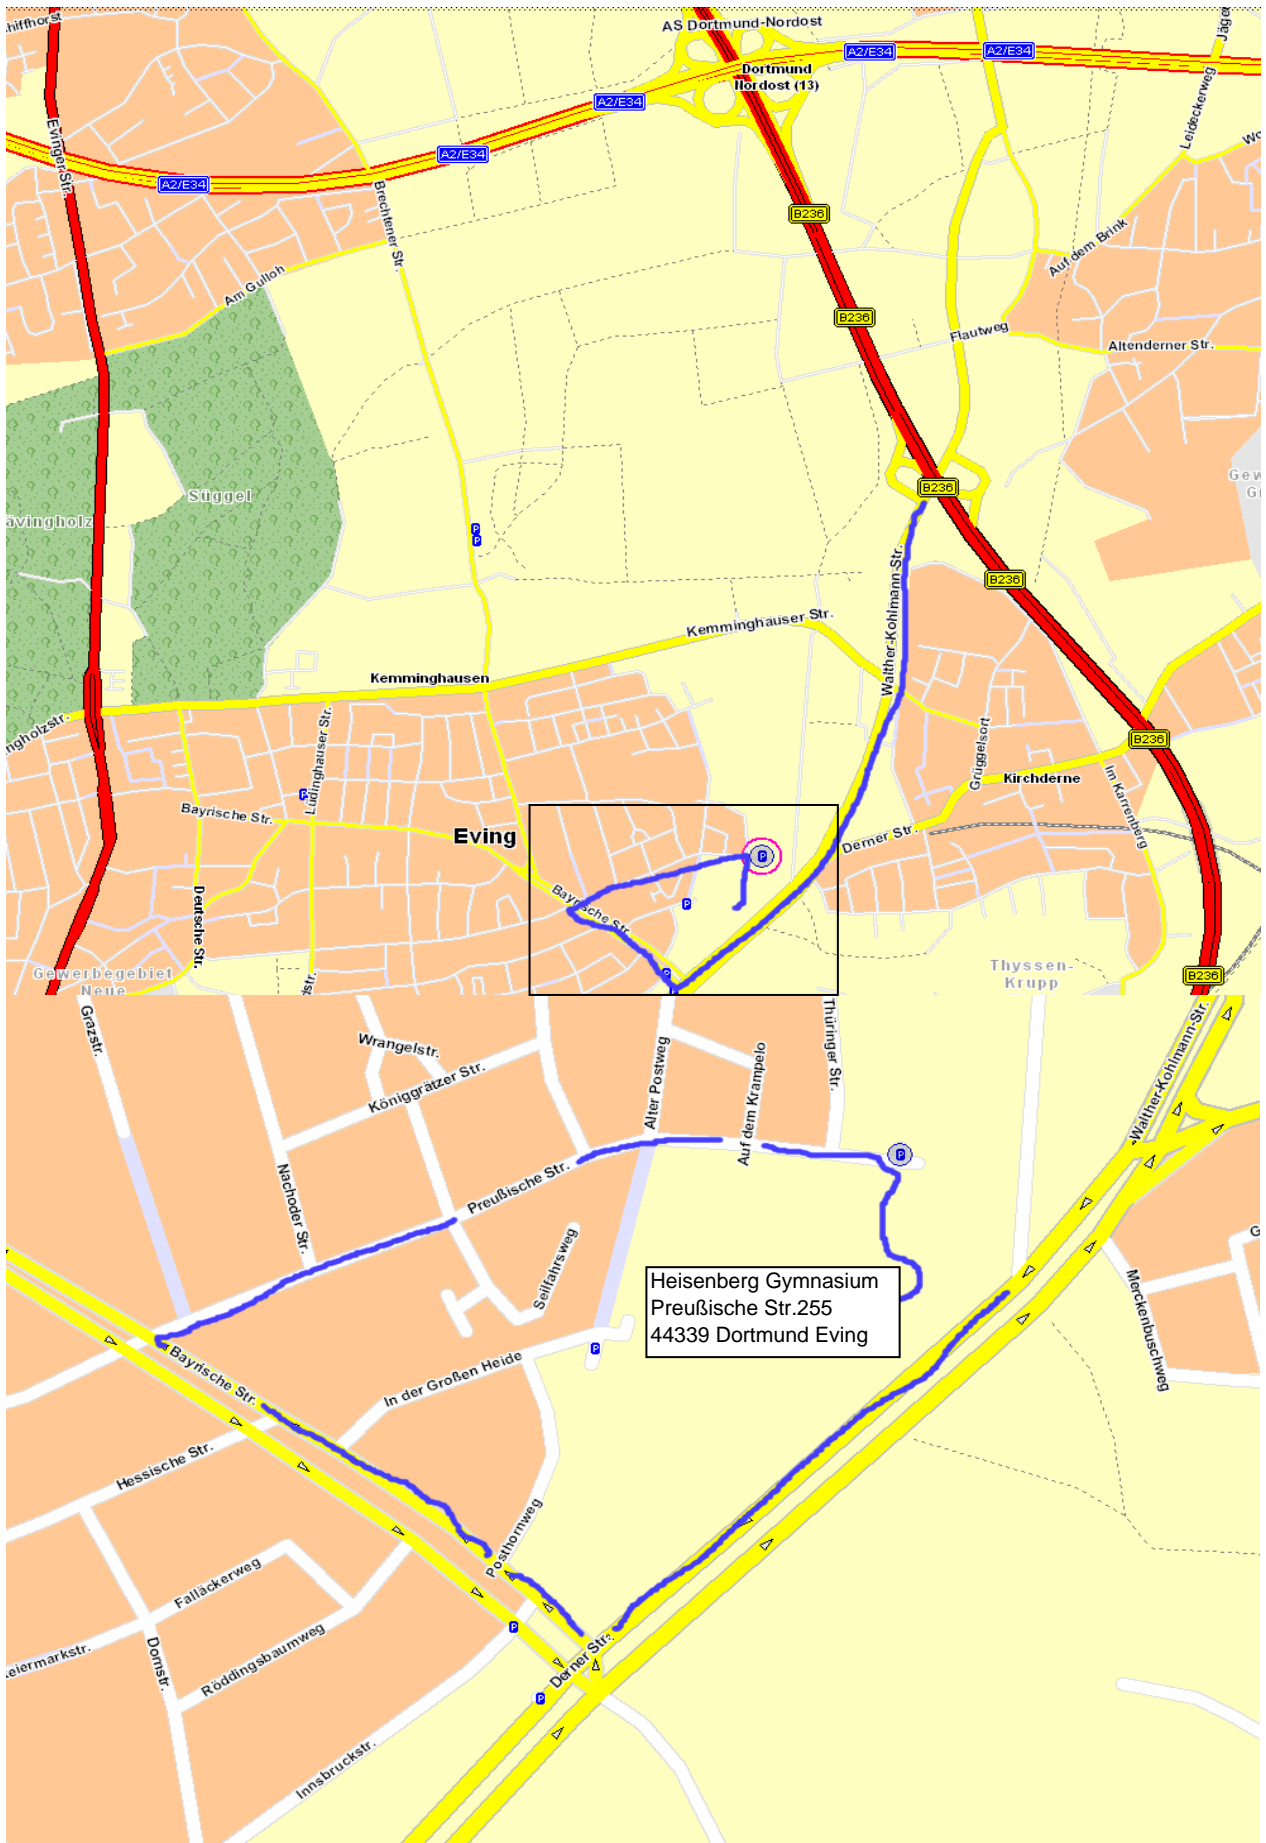 AS Dortmund-Nordost
Dortmund
Nordost (13)
A2/E34
A2/E34
A2/E34
A2/E34
A2/E34
Evinger Str.
Brechtener Str.
Leideckerweg
B236
Auf dem Brink
Am Gulloh
B236
Flautweg
Altenderner Str.
Süggel
B236
Walther-Kohlmann-Str.
B236
Kemminghauser Str.
Kemminghausen
Lüdinghauser Str.
Grüggelsort
B236
Kirchderne
Im Karrenberg
Bayrische Str.
Eving
Derner Str.
Deutsche Str.
Bayrische Str.
Gewerbegebiet
Neue
Thyssen-
Krupp
B236
Grazstr.
Wrangelstr.
Königgrätzer Str.
Alter Postweg
Auf dem Krampelo
Thüringer Str.
Walther-Kohlmann-Str.
Nachoder Str.
Preußische Str.
Seilfahrsweg
Heisenberg Gymnasium
Preußische Str.255
44339 Dortmund Eving
Merckenbuschweg
Bayrische Str.
In der Großen Heide
Hessische Str.
Posthornweg
Falläckerweg
Dornstr.
Röddingsbaumweg
Derner Str.
Innsbruckstr.